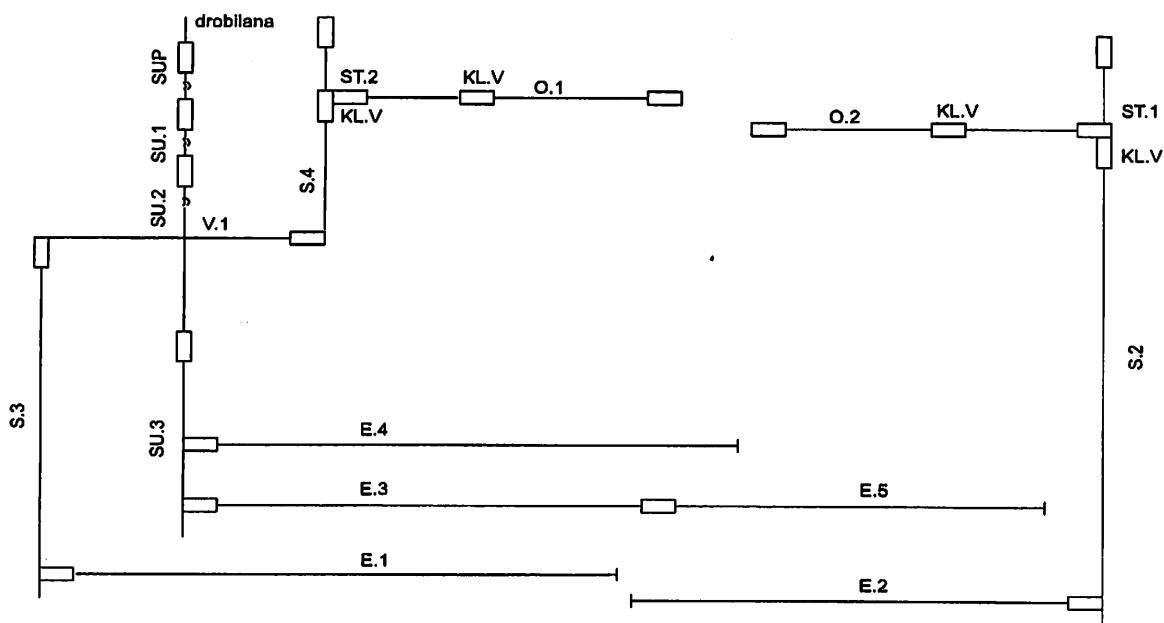 drobilana
SUP
SU.1
SU.2
V.1
S.4
ST.2
KL.V
KL.V
O.1
O.2
KL.V
ST.1
KL.V
S.2
S.3
SU.3
E.4
E.3
E.5
E.1
E.2